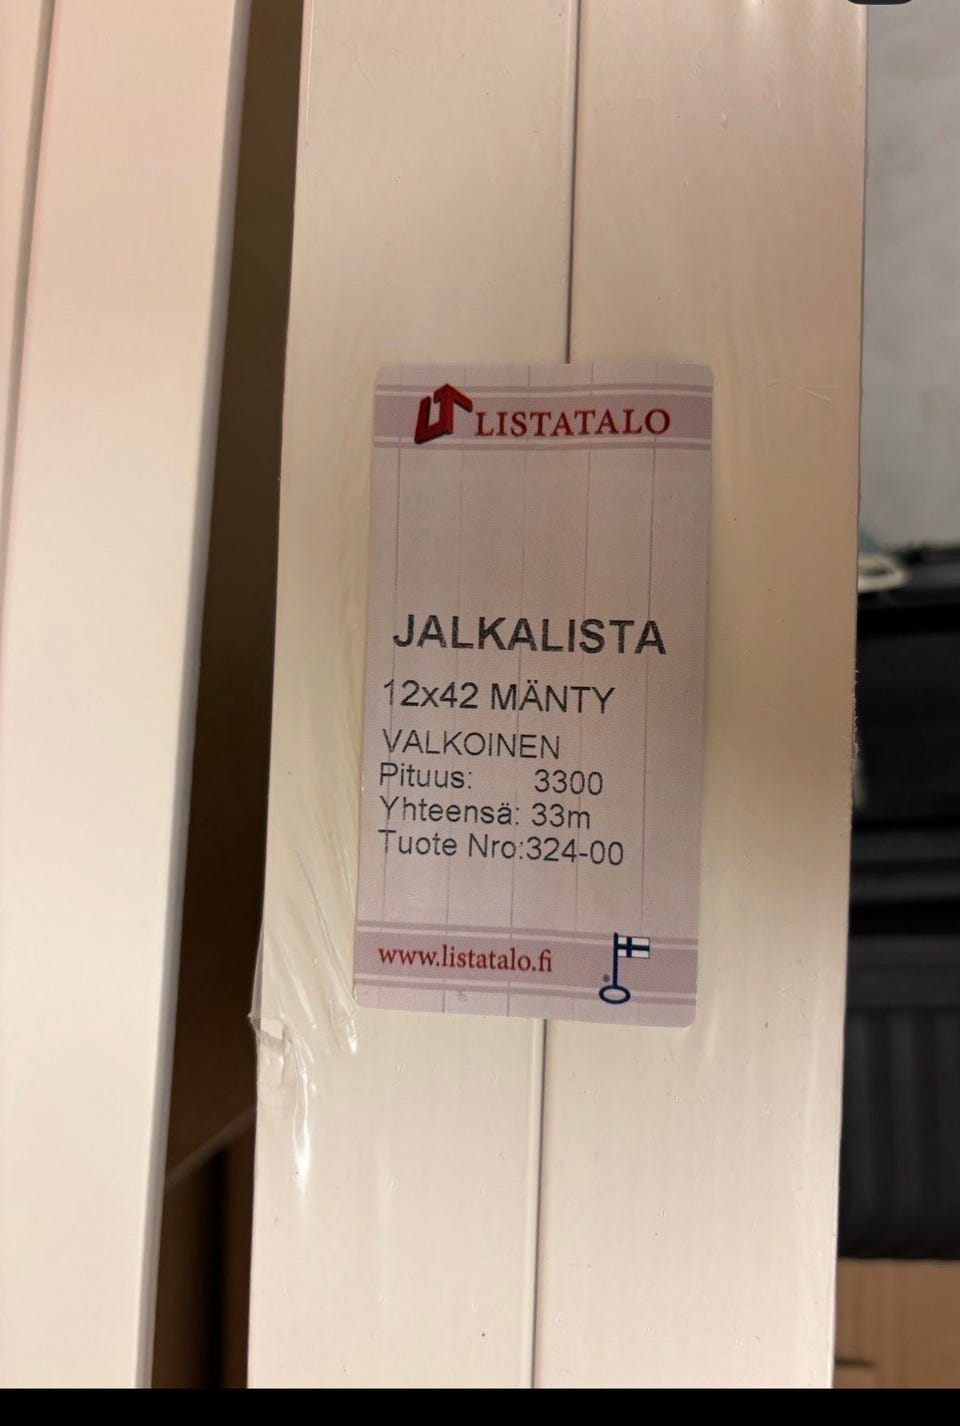 LISTATALO
JALKALISTA
12x42 MÄNTY
VALKOINEN
Pituus: 3300
Yhteensä: 33m
Tuote Nro:324-00
www.listatalo.fi
®